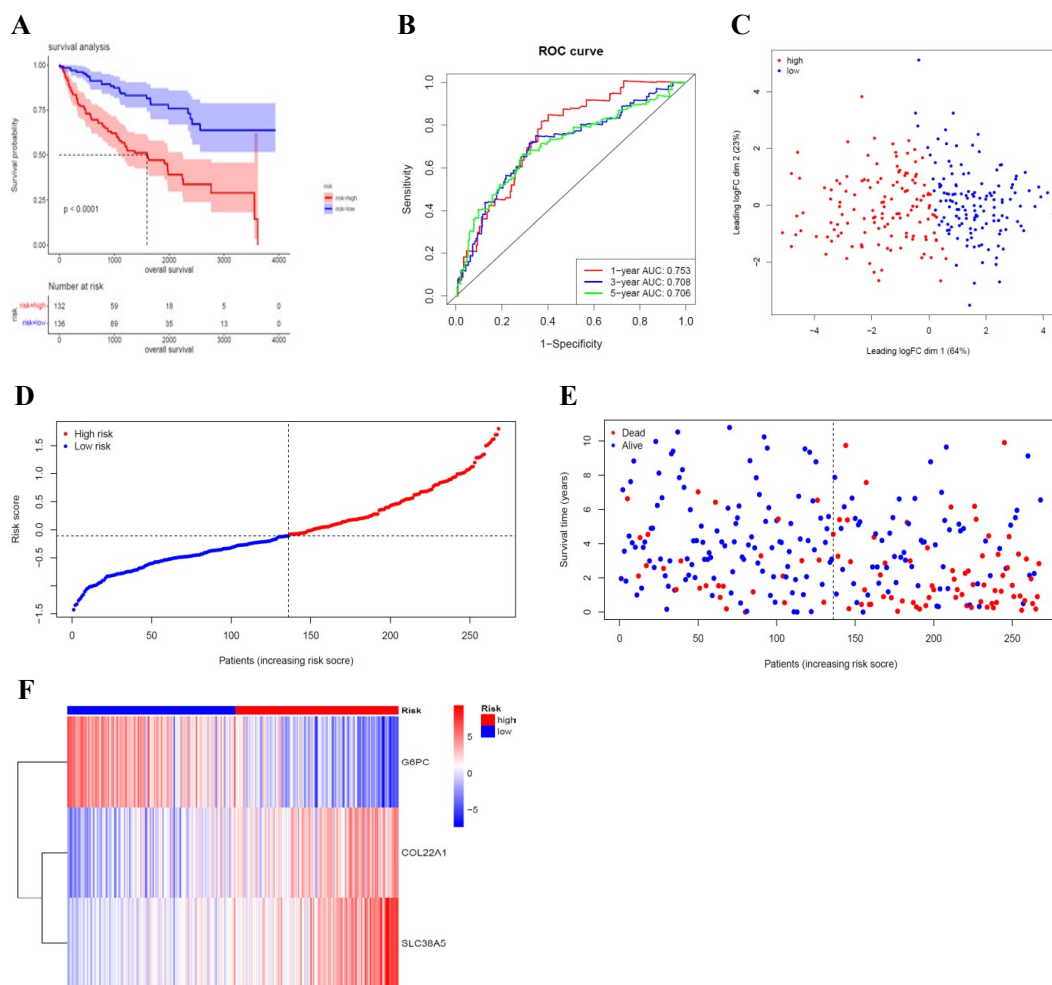 A
survival analysis
1.00
0.75
0.50
0.25
0.00
Survival probability
p < 0.0001
0 1000 2000 3000 4000
overall survival
risk
risk=high
risk=low
Number at risk
risk
risk=high 132 59 18 5 0
risk=low 136 89 35 13 0
0 1000 2000 3000 4000
overall survival
B
ROC curve
Sensitivity
1.0
0.8
0.6
0.4
0.2
0.0
1-year AUC: 0.753
3-year AUC: 0.708
5-year AUC: 0.706
0.0 0.2 0.4 0.6 0.8 1.0
1−Specificity
C
high
low
Leading logFC dim 2 (23%)
4
2
0
−2
−4 −2 0 2 4
Leading logFC dim 1 (64%)
D
High risk
Low risk
Risk score
1.5
1.0
0.5
0.0
−0.5
−1.5
0 50 100 150 200 250
Patients (increasing risk socre)
E
Dead
Alive
Survival time (years)
10
8
6
4
2
0
0 50 100 150 200 250
Patients (increasing risk socre)
F
Risk
G6PC
COL22A1
SLC38A5
5
0
−5
Risk
high
low